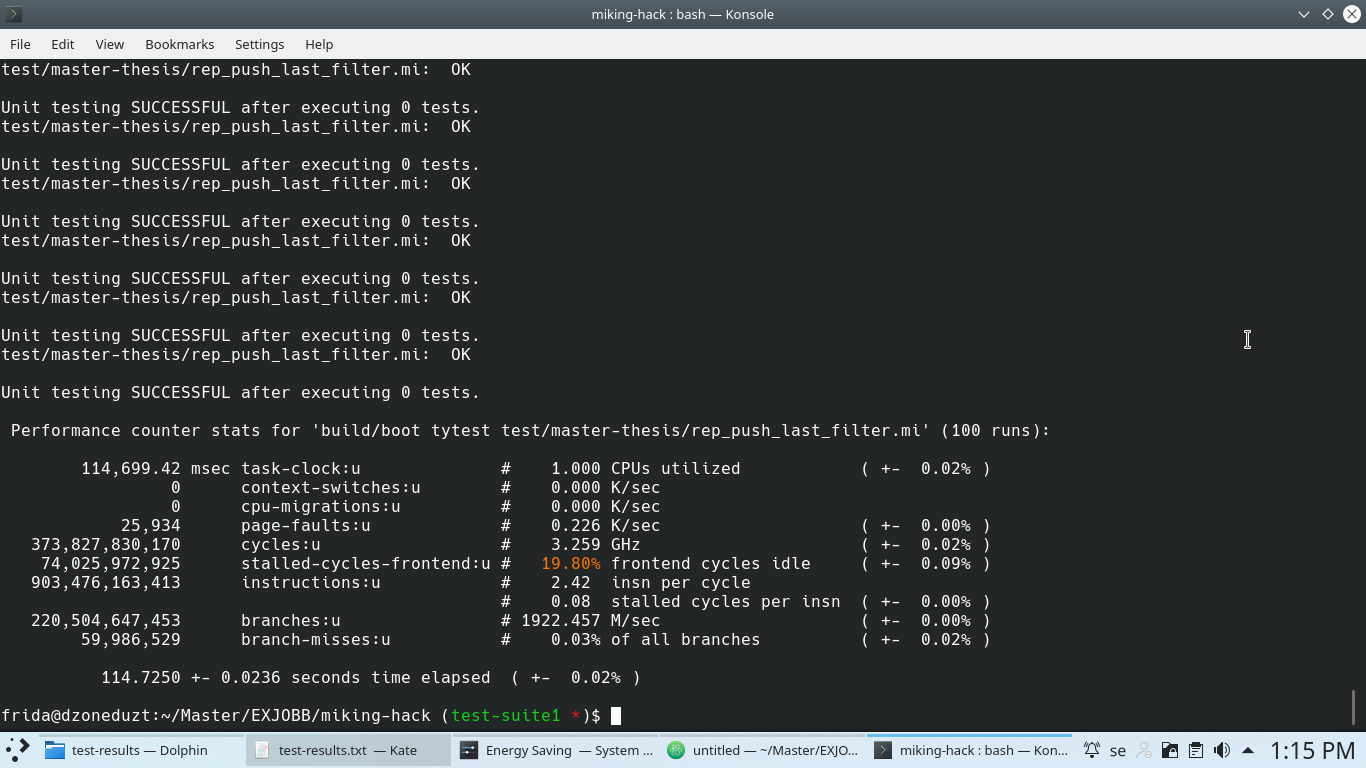 miking-hack : bash — Konsole
File Edit View Bookmarks Settings Help
test/master-thesis/rep_push_last_filter.mi: OK
Unit testing SUCCESSFUL after executing 0 tests.
test/master-thesis/rep_push_last_filter.mi: OK
Unit testing SUCCESSFUL after executing 0 tests.
test/master-thesis/rep_push_last_filter.mi: OK
Unit testing SUCCESSFUL after executing 0 tests.
test/master-thesis/rep_push_last_filter.mi: OK
Unit testing SUCCESSFUL after executing 0 tests.
test/master-thesis/rep_push_last_filter.mi: OK
Unit testing SUCCESSFUL after executing 0 tests.
test/master-thesis/rep_push_last_filter.mi: OK
Unit testing SUCCESSFUL after executing 0 tests.
Performance counter stats for 'build/boot tytest test/master-thesis/rep_push_last_filter.mi' (100 runs):
114,699.42 msec task-clock:u # 1.000 CPUs utilized ( +- 0.02% )
0 context-switches:u # 0.000 K/sec
0 cpu-migrations:u # 0.000 K/sec
25,934 page-faults:u # 0.226 K/sec ( +- 0.00% )
373,827,830,170 cycles:u # 3.259 GHz ( +- 0.02% )
74,025,972,925 stalled-cycles-frontend:u # 19.80% frontend cycles idle ( +- 0.09% )
903,476,163,413 instructions:u # 2.42 insn per cycle
# 0.08 stalled cycles per insn ( +- 0.00% )
220,504,647,453 branches:u # 1922.457 M/sec ( +- 0.00% )
59,986,529 branch-misses:u # 0.03% of all branches ( +- 0.02% )
114.7250 +- 0.0236 seconds time elapsed ( +- 0.02% )
frida@dzoneduzt:~/Master/EXJOBB/miking-hack (test-suite1 *)$
test-results — Dolphin test-results.txt — Kate Energy Saving — System ... untitled — ~/Master/EXJO... miking-hack : bash — Kon... se 1:15 PM